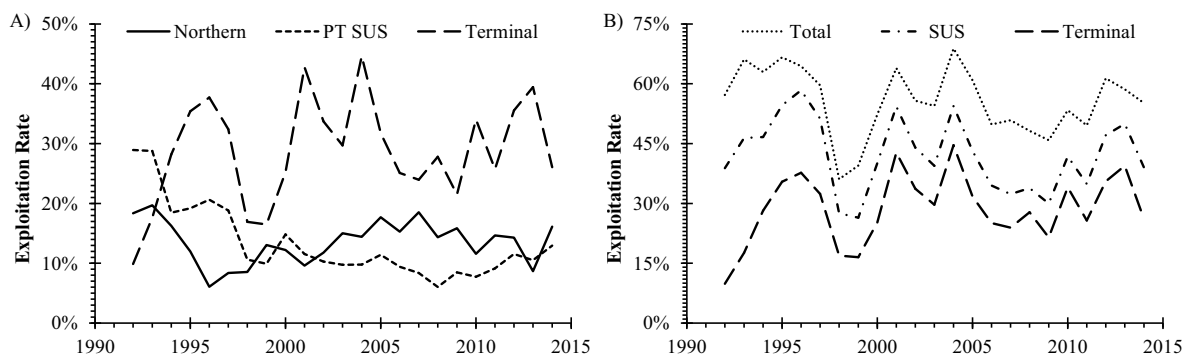 A)
Northern PT SUS Terminal
Exploitation Rate
50%
40%
30%
20%
10%
0%
1990 1995 2000 2005 2010 2015
B)
Total SUS Terminal
Exploitation Rate
75%
60%
45%
30%
15%
0%
1990 1995 2000 2005 2010 2015